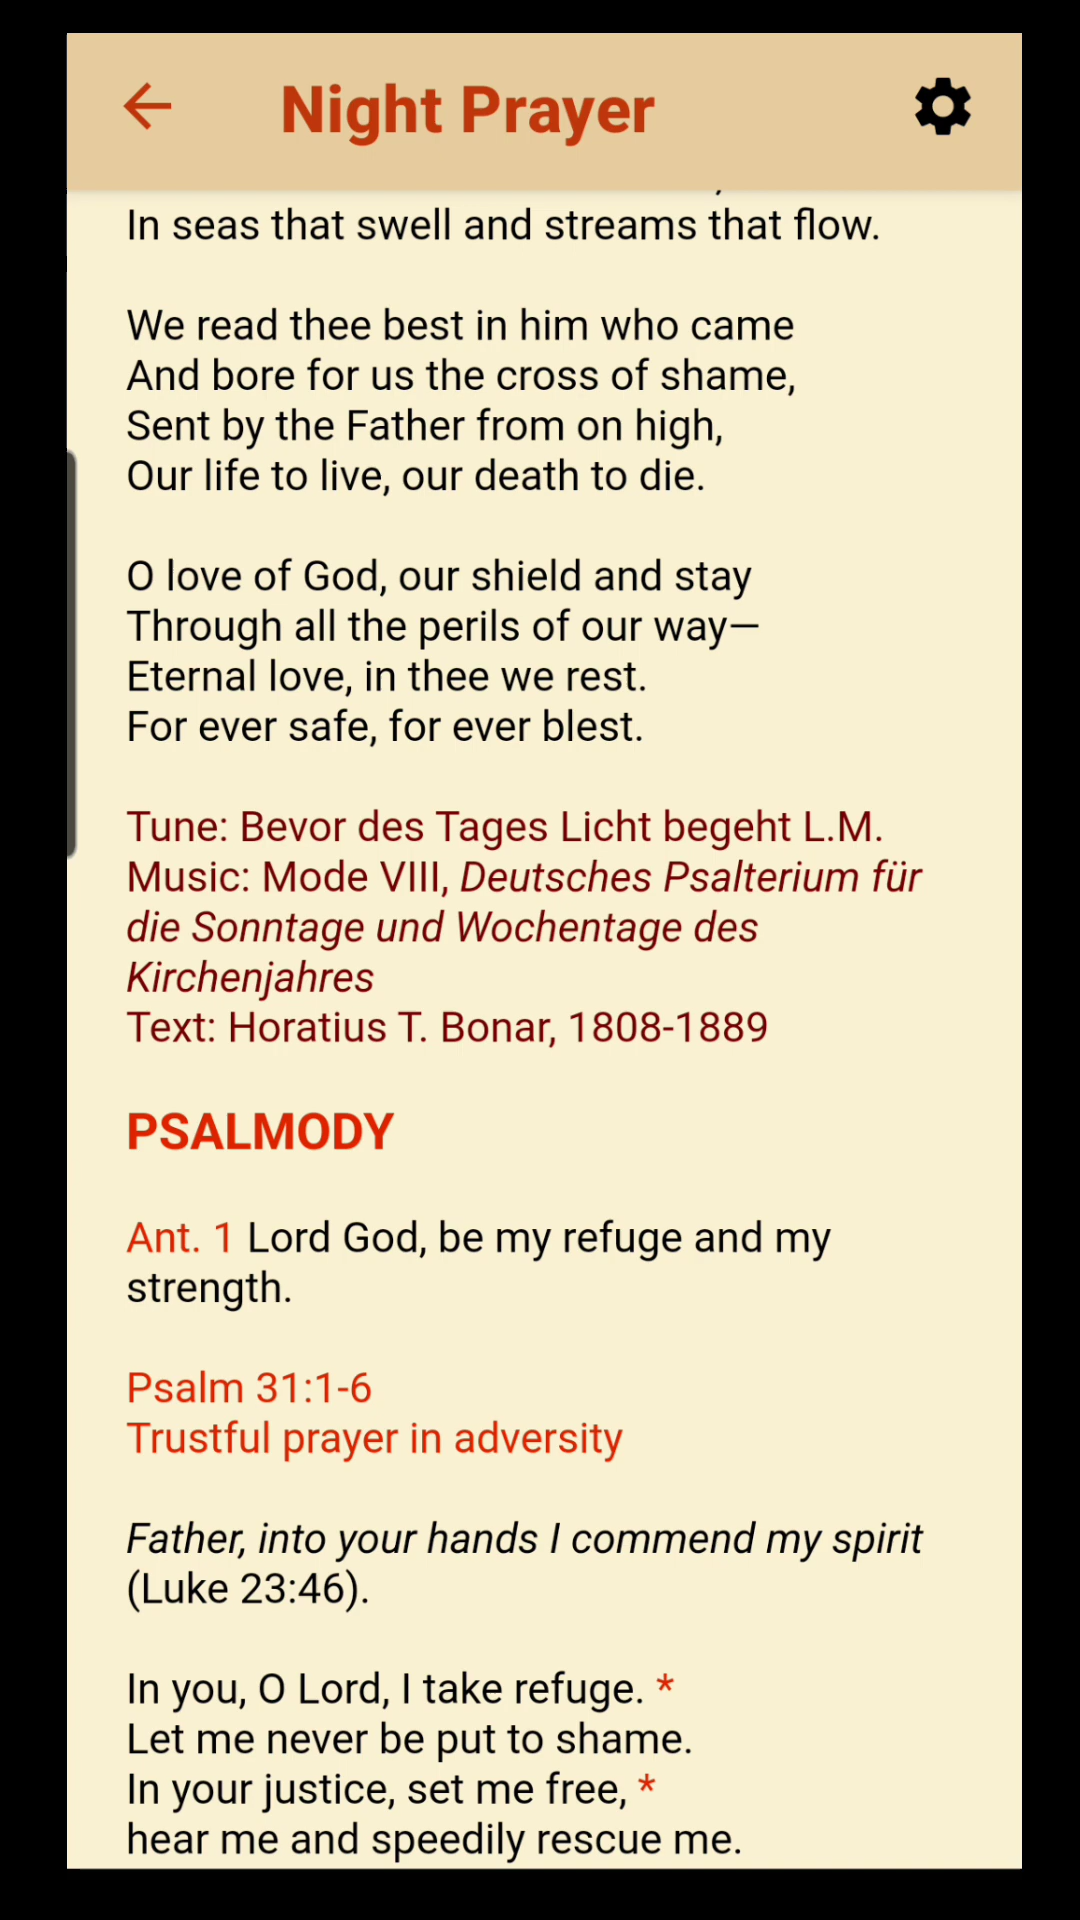 Night Prayer
In seas that swell and streams that flow.
We read thee best in him who came
And bore for us the cross of shame,
Sent by the Father from on high,
Our life to live, our death to die.
O love of God, our shield and stay
Through all the perils of our way—
Eternal love, in thee we rest.
For ever safe, for ever blest.
Tune: Bevor des Tages Licht begeht L.M.
Music: Mode VIII, Deutsches Psalterium für
die Sonntage und Wochentage des
Kirchenjahres
Text: Horatius T. Bonar, 1808-1889
PSALMODY
Ant. 1 Lord God, be my refuge and my
strength.
Psalm 31:1-6
Trustful prayer in adversity
Father, into your hands I commend my spirit
(Luke 23:46).
In you, O Lord, I take refuge. *
Let me never be put to shame.
In your justice, set me free, *
hear me and speedily rescue me.